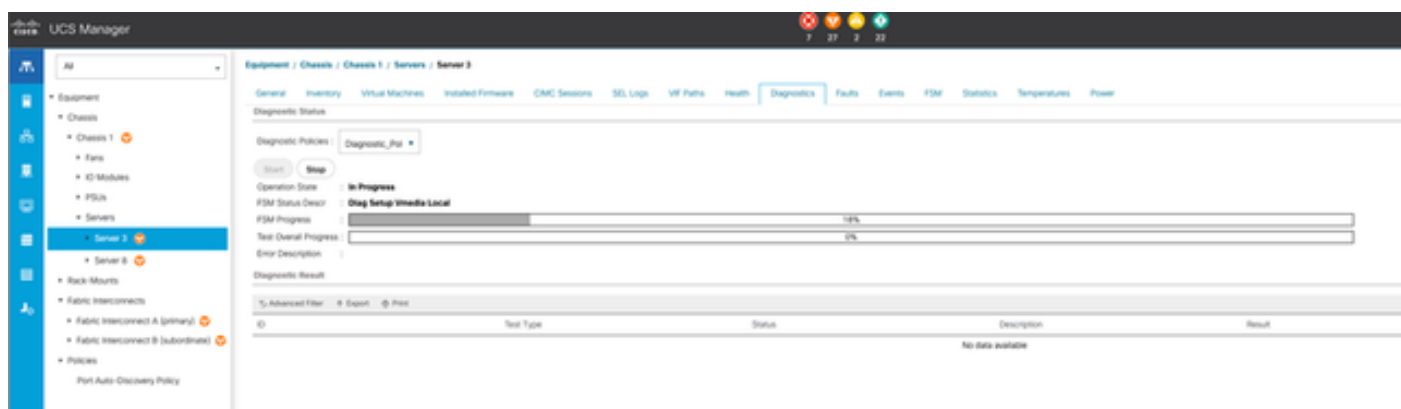 CISCO UCS Manager
7 27 2 22
All
Equipment / Chassis / Chassis 1 / Servers / Server 3
General Inventory Virtual Machines Installed Firmware CIMC Sessions SEL Logs VIF Paths Health Diagnostics Faults Events FSM Statistics Temperatures Power
Diagnostic Status
Diagnostic Policies : Diagnostic_Pol
Start Stop
Operation State : In Progress
FSM Status Descr : Diag Setup Vmedia Local
FSM Progress : 18%
Test Overall Progress : 0%
Error Description :
Diagnostic Result
Advanced Filter Export Print
ID Test Type Status Description Result
No data available
Equipment
Chassis
Chassis 1
Fans
IO Modules
PSUs
Servers
Server 3
Server 8
Rack-Mounts
Fabric Interconnects
Fabric Interconnect A (primary)
Fabric Interconnect B (subordinate)
Policies
Port Auto-Discovery Policy